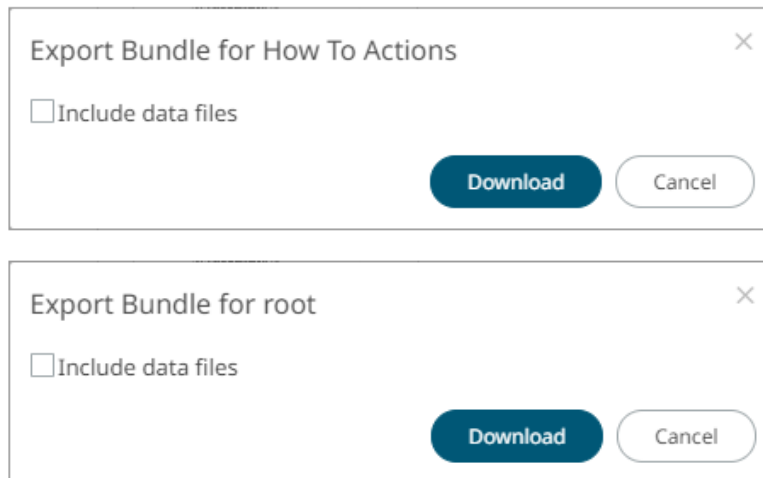 Export Bundle for How To Actions
Include data files
Download Cancel
Export Bundle for root
Include data files
Download Cancel